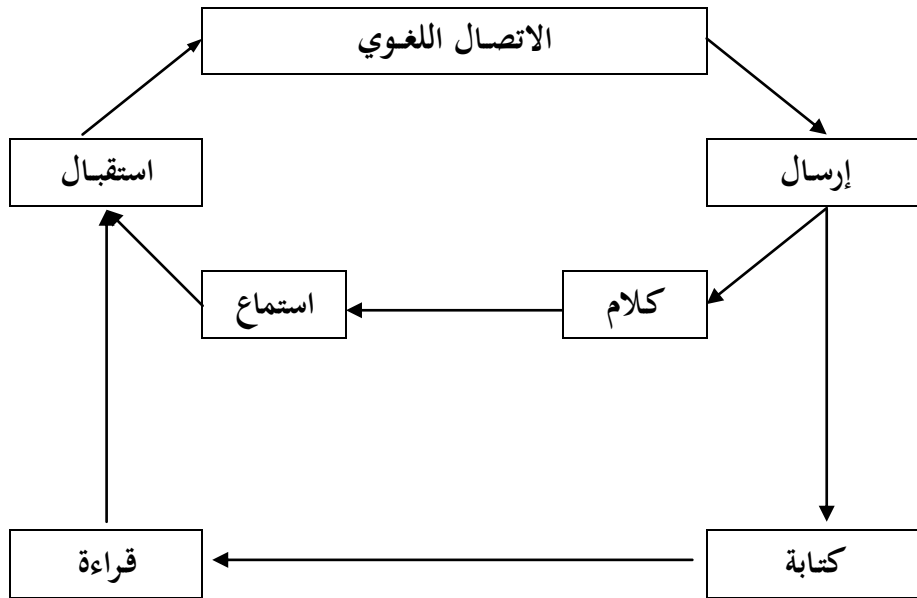 الاتصال اللغوي
إرسال
استقبال
كلام
استماع
كتابة
قراءة